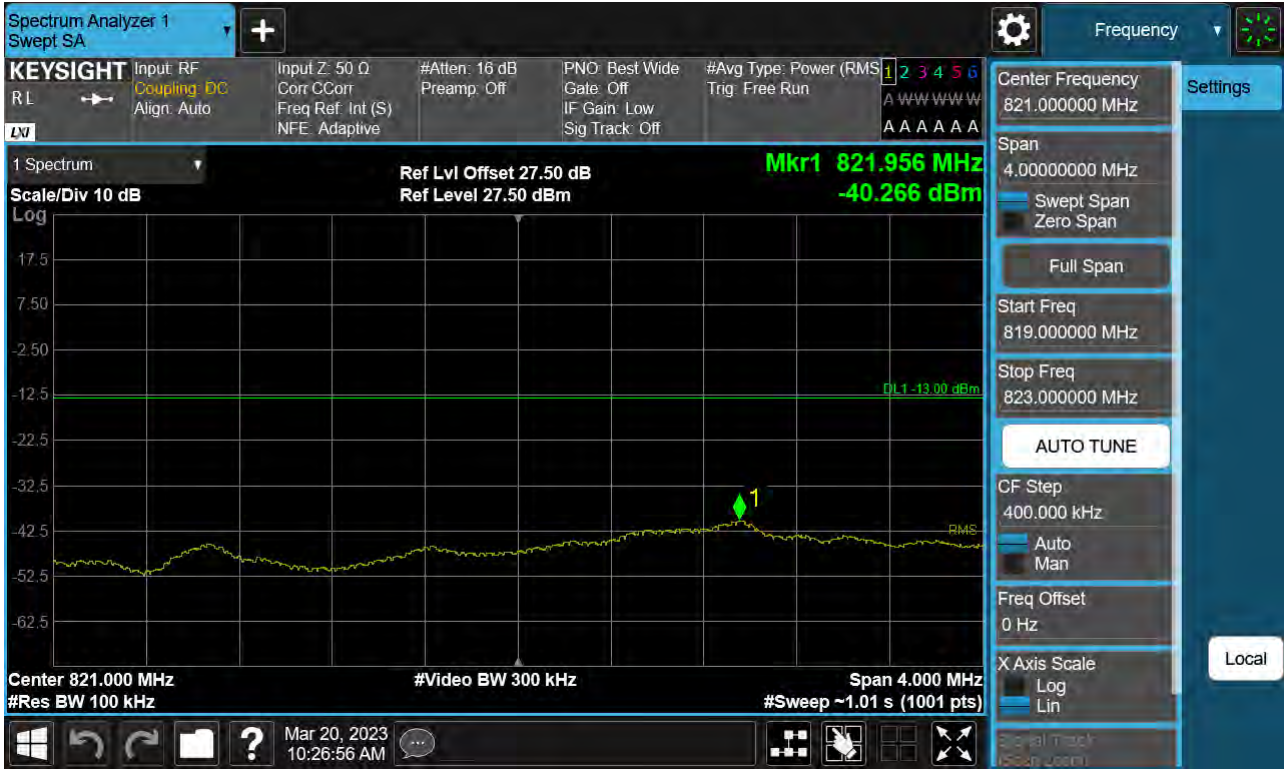 Spectrum Analyzer 1
Swept SA
+
Frequency
KEYSIGHT
RL
LXI
Input: RF
Coupling: DC
Align: Auto
Input Z: 50 Ω
Corr CCorr
Freq Ref: Int (S)
NFE: Adaptive
#Atten: 16 dB
Preamp: Off
PNO: Best Wide
Gate: Off
IF Gain: Low
Sig Track: Off
#Avg Type: Power (RMS
Trig: Free Run
1 2 3 4 5 6
A W W W W W
A A A A A A
1 Spectrum
Scale/Div 10 dB
Log
Ref Lvl Offset 27.50 dB
Ref Level 27.50 dBm
Mkr1 821.956 MHz
-40.266 dBm
17.5
7.50
-2.50
-12.5
-22.5
-32.5
-42.5
-52.5
-62.5
DL1 -13.00 dBm
1
RMS
Center 821.000 MHz
#Res BW 100 kHz
#Video BW 300 kHz
Span 4.000 MHz
#Sweep ~1.01 s (1001 pts)
Center Frequency
821.000000 MHz
Span
4.00000000 MHz
Swept Span
Zero Span
Full Span
Start Freq
819.000000 MHz
Stop Freq
823.000000 MHz
AUTO TUNE
CF Step
400.000 kHz
Auto
Man
Freq Offset
0 Hz
X Axis Scale
Log
Lin
Signal Track
(Span Zoom)
Settings
Local
?
Mar 20, 2023
10:26:56 AM